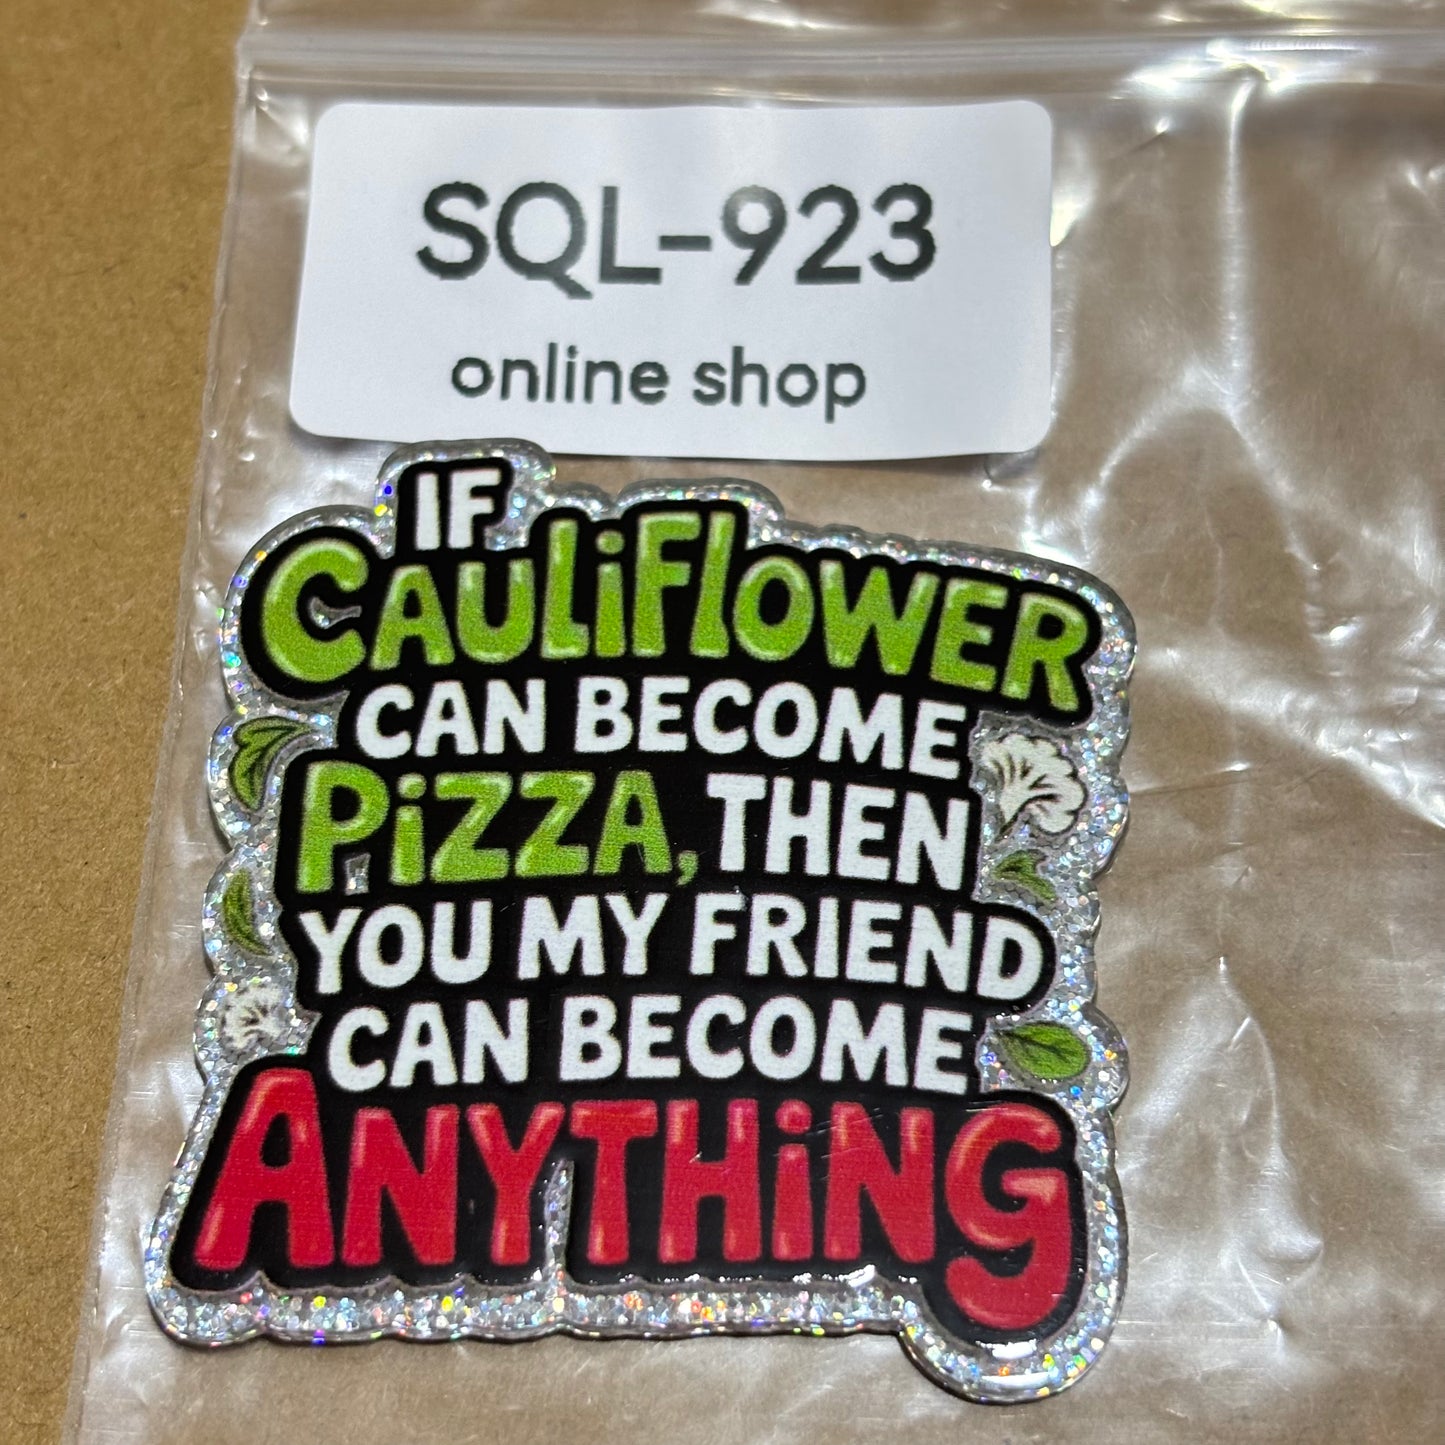 SQL-923
online shop
IF
CAULiFlOWER
CAN BECOME
PiZZA, THEN
YOU MY FRIEND
CAN BECOME
ANYTHiNG